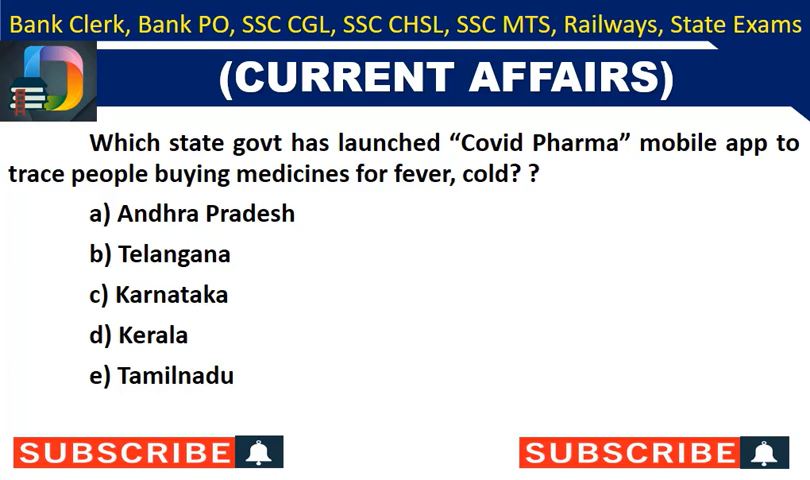 Bank Clerk, Bank PO, SSC CGL, SSC CHSL, SSC MTS, Railways, State Exams
(CURRENT AFFAIRS)
Which state govt has launched “Covid Pharma” mobile app to
trace people buying medicines for fever, cold? ?
a) Andhra Pradesh
b) Telangana
c) Karnataka
d) Kerala
e) Tamilnadu
SUBSCRIBE
SUBSCRIBE